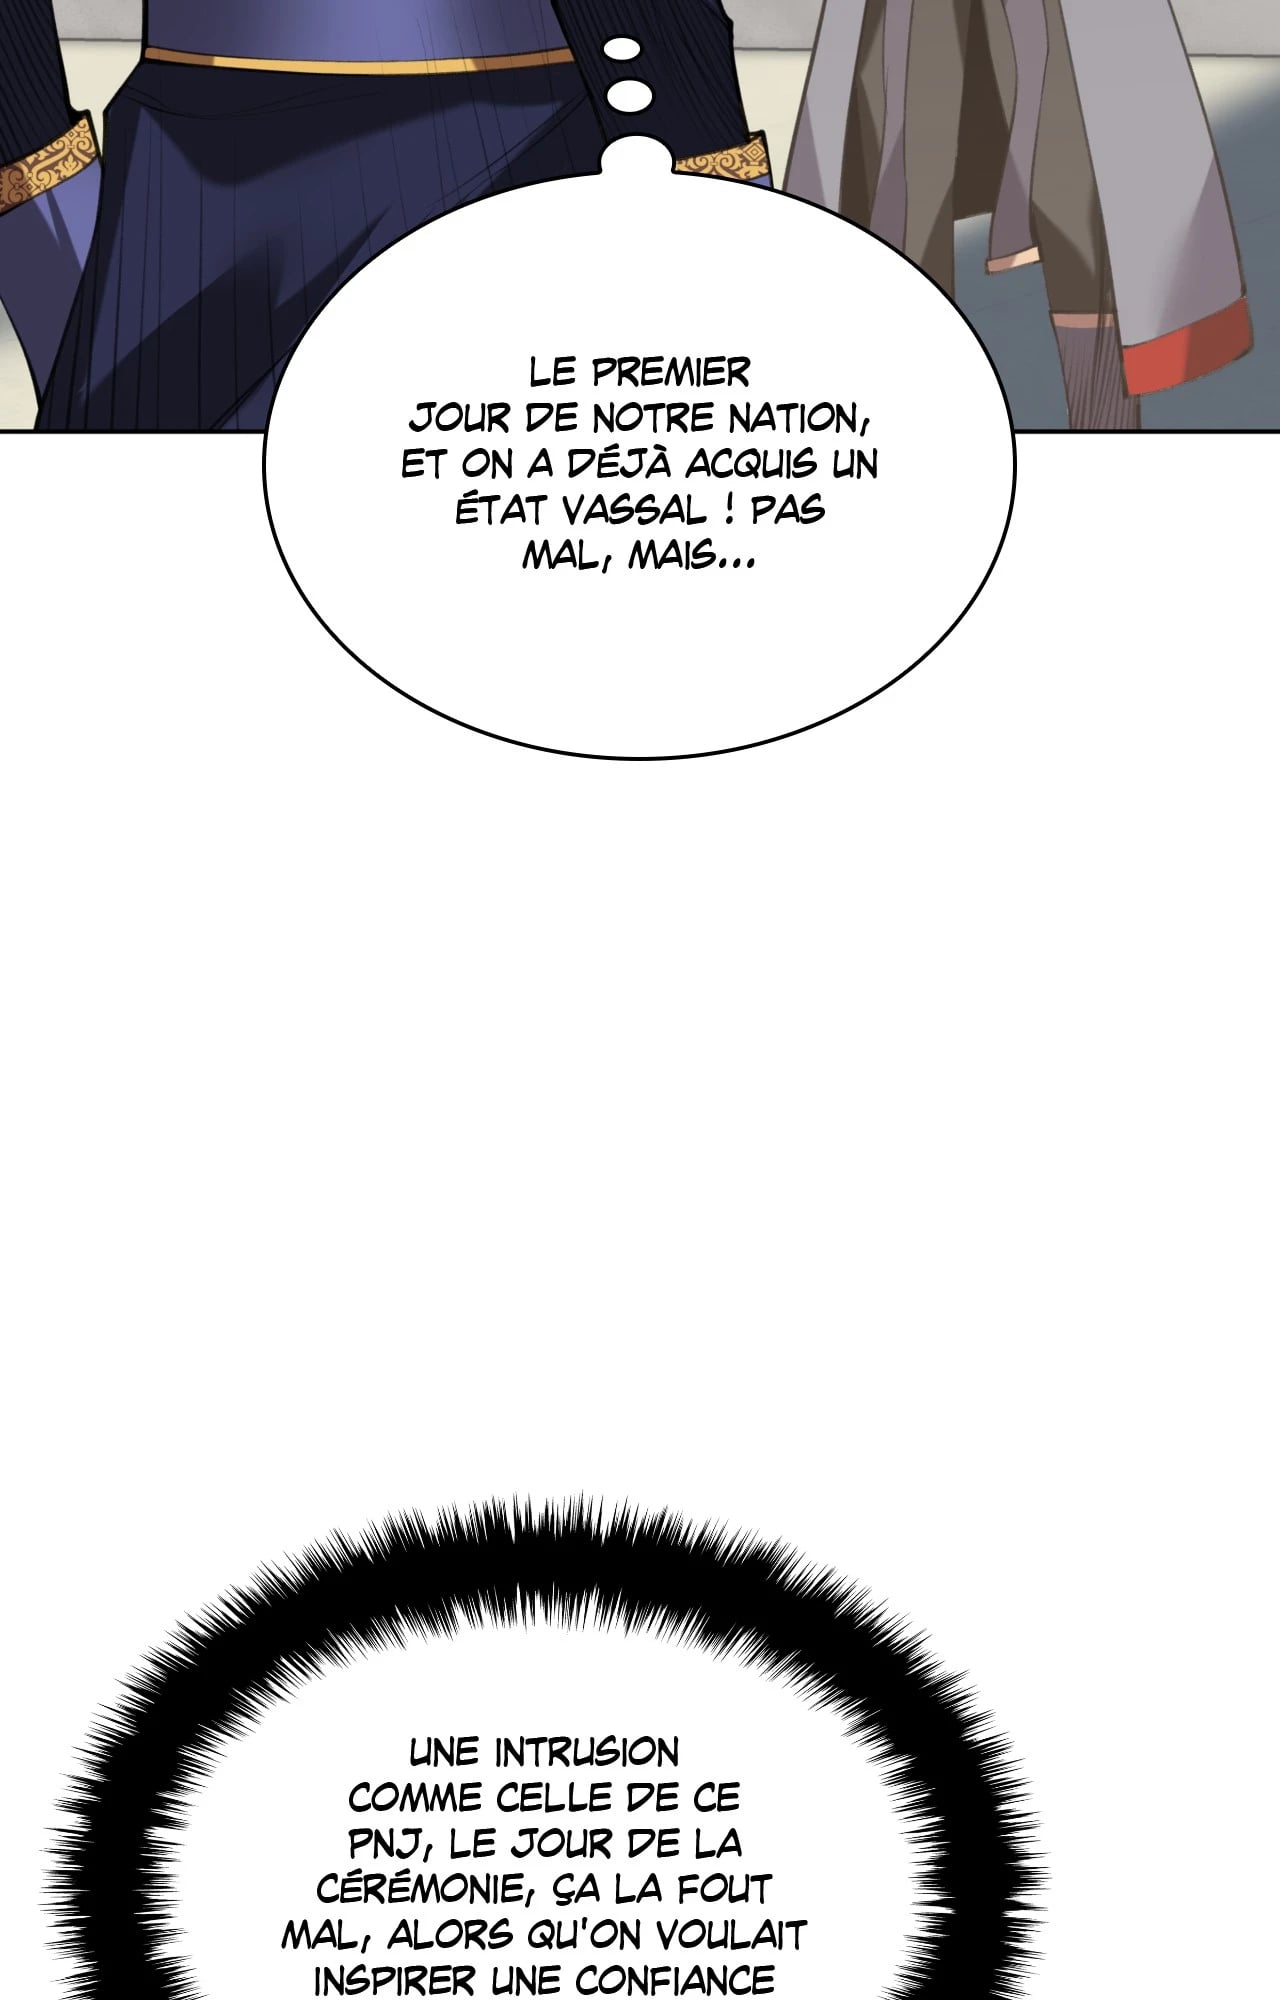 LE PREMIER
JOUR DE NOTRE NATION,
ET ON A DÉJÀ ACQUIS UN
ÉTAT VASSAL ! PAS
MAL, MAIS...
UNE INTRUSION
COMME CELLE DE CE
PNJ, LE JOUR DE LA
CÉRÉMONIE, ÇA LA FOUT
MAL, ALORS QU'ON VOULAIT
INSPIRER UNE CONFIANCE